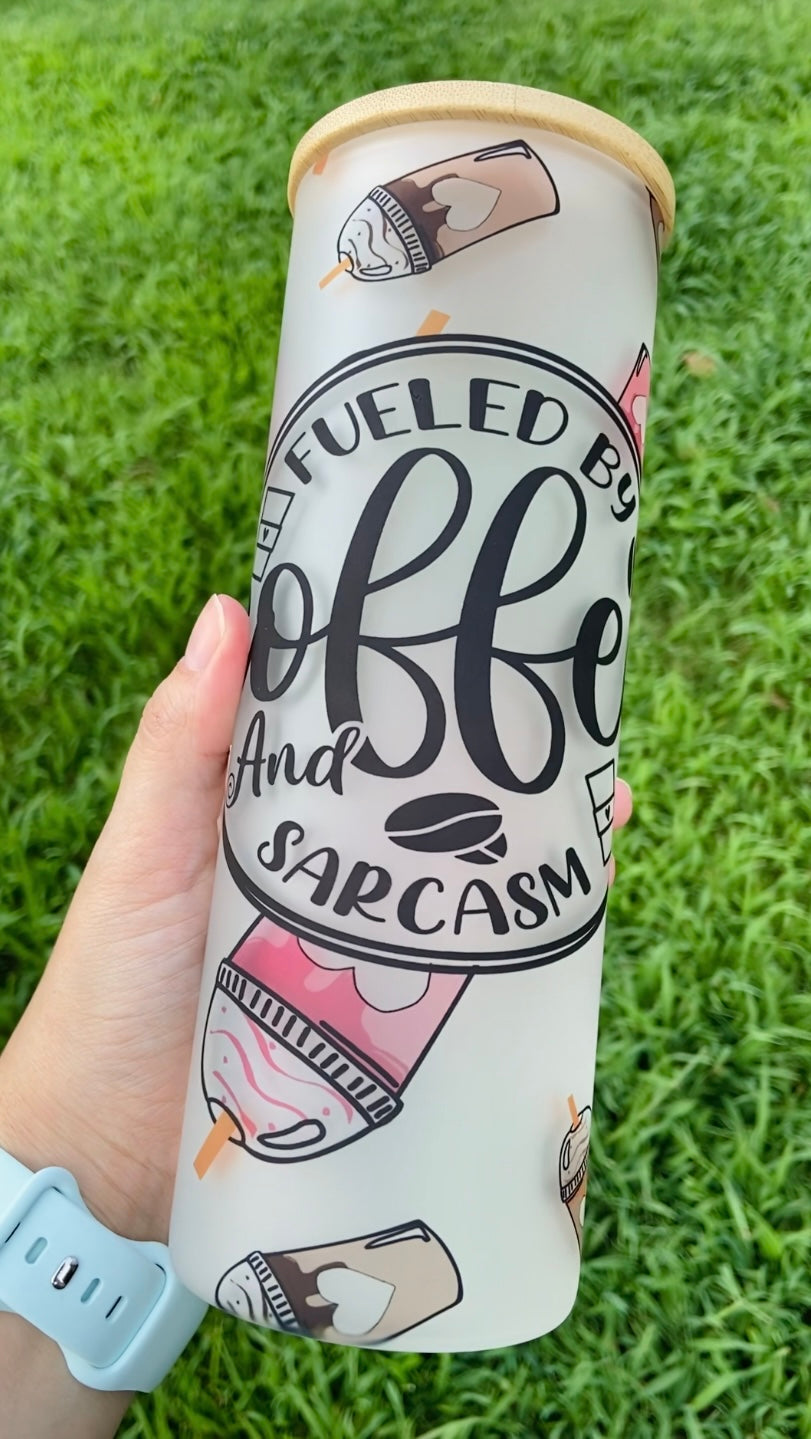 FUELED BY
offe
And
SARCASM